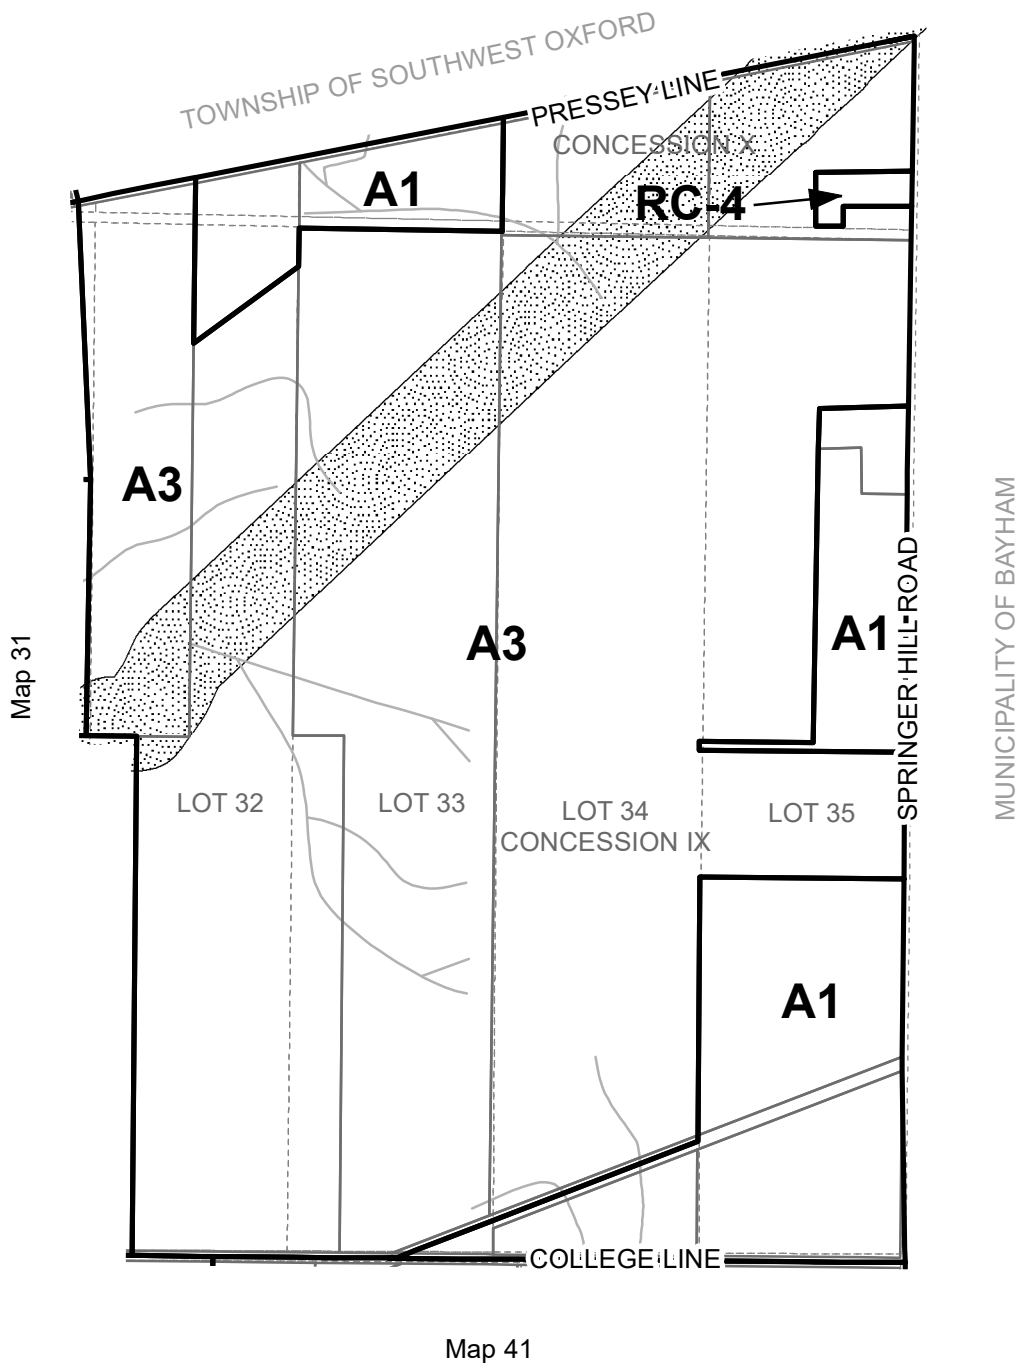 TOWNSHIP OF SOUTHWEST OXFORD
PRESSEY LINE
CONCESSION X
A1
RC-4
A3
A3
A1
SPRINGER HILL ROAD
MUNICIPALITY OF BAYHAM
Map 31
LOT 32
LOT 33
LOT 34
CONCESSION IX
LOT 35
A1
COLLEGE LINE
Map 41